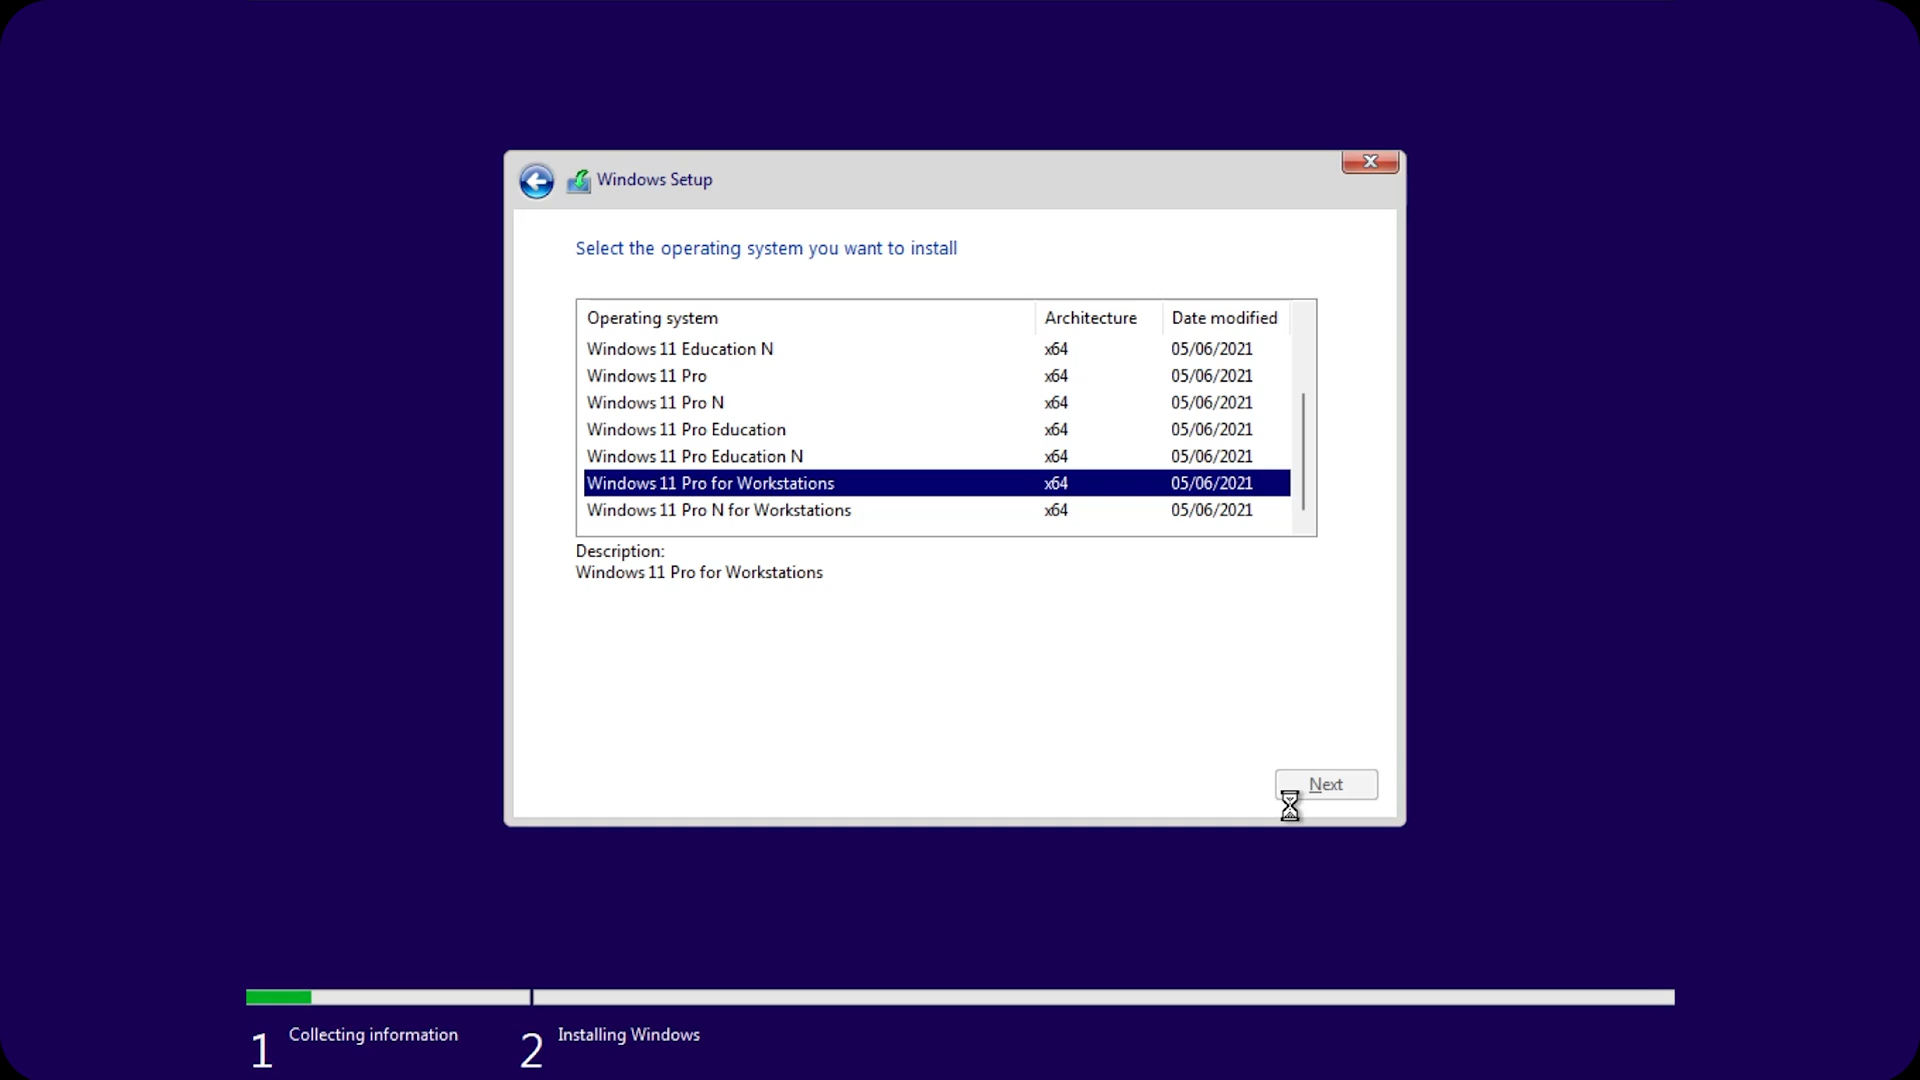 Windows Setup
Select the operating system you want to install
Operating system Architecture Date modified
Windows 11 Education N x64 05/06/2021
Windows 11 Pro x64 05/06/2021
Windows 11 Pro N x64 05/06/2021
Windows 11 Pro Education x64 05/06/2021
Windows 11 Pro Education N x64 05/06/2021
Windows 11 Pro for Workstations x64 05/06/2021
Windows 11 Pro N for Workstations x64 05/06/2021
Description:
Windows 11 Pro for Workstations
Next
1 Collecting information 2 Installing Windows